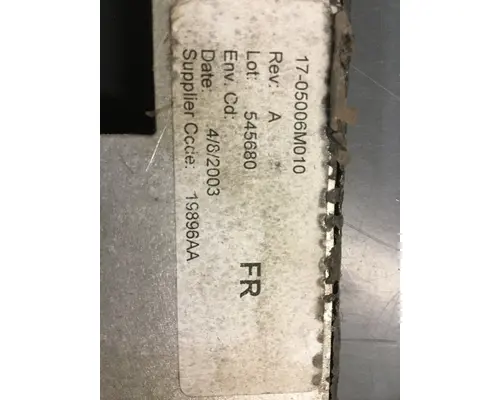 17-05006M010
Rev: A
Lot: 545680
Env. Cd:
Date: 4/8/2003
Supplier Code: 19896AA
FR